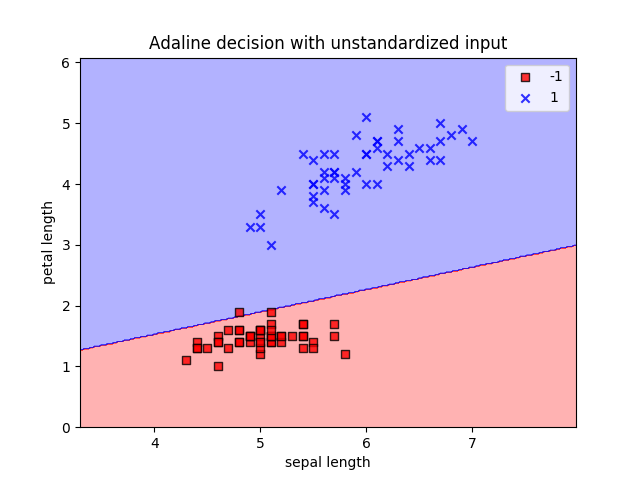 Adaline decision with unstandardized input
-1
1
6
5
4
3
2
1
0
petal length
4 5 6 7
sepal length